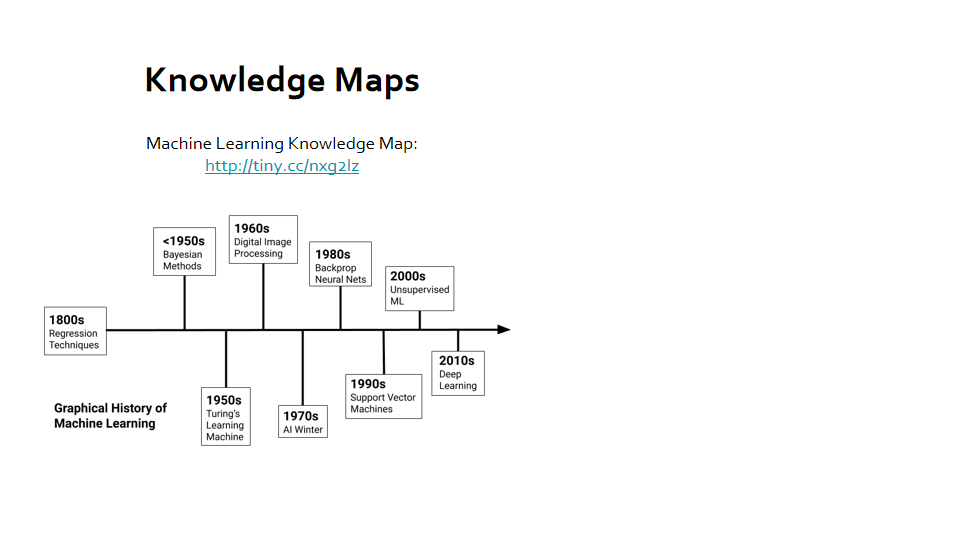 Knowledge Maps
Machine Learning Knowledge Map:
http://tiny.cc/nxg2lz
1800s
Regression
Techniques
<1950s
Bayesian
Methods
1950s
Turing's
Learning
Machine
1960s
Digital Image
Processing
1970s
AI Winter
1980s
Backprop
Neural Nets
1990s
Support Vector
Machines
2000s
Unsupervised
ML
2010s
Deep
Learning
Graphical History of
Machine Learning